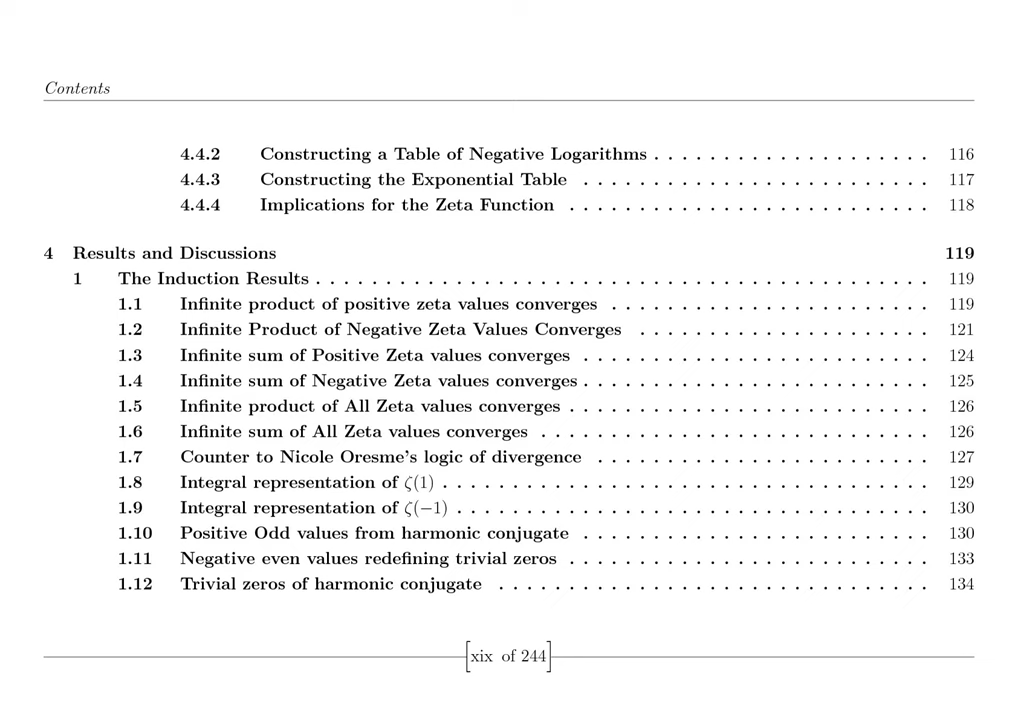 Contents
4.4.2 Constructing a Table of Negative Logarithms . . . . . . . . . . . . . . . . . . . . 116
4.4.3 Constructing the Exponential Table . . . . . . . . . . . . . . . . . . . . . . . . . 117
4.4.4 Implications for the Zeta Function . . . . . . . . . . . . . . . . . . . . . . . . . . 118
4 Results and Discussions 119
1 The Induction Results . . . . . . . . . . . . . . . . . . . . . . . . . . . . . . . . . . . . . . . . . . . . 119
1.1 Infinite product of positive zeta values converges . . . . . . . . . . . . . . . . . . . . . . . 119
1.2 Infinite Product of Negative Zeta Values Converges . . . . . . . . . . . . . . . . . . . . . 121
1.3 Infinite sum of Positive Zeta values converges . . . . . . . . . . . . . . . . . . . . . . . . . 124
1.4 Infinite sum of Negative Zeta values converges . . . . . . . . . . . . . . . . . . . . . . . . . 125
1.5 Infinite product of All Zeta values converges . . . . . . . . . . . . . . . . . . . . . . . . . . 126
1.6 Infinite sum of All Zeta values converges . . . . . . . . . . . . . . . . . . . . . . . . . . . . 126
1.7 Counter to Nicole Oresme's logic of divergence . . . . . . . . . . . . . . . . . . . . . . . . 127
1.8 Integral representation of ζ(1) . . . . . . . . . . . . . . . . . . . . . . . . . . . . . . . . . . . 129
1.9 Integral representation of ζ(−1) . . . . . . . . . . . . . . . . . . . . . . . . . . . . . . . . . . 130
1.10 Positive Odd values from harmonic conjugate . . . . . . . . . . . . . . . . . . . . . . . . . 130
1.11 Negative even values redefining trivial zeros . . . . . . . . . . . . . . . . . . . . . . . . . . 133
1.12 Trivial zeros of harmonic conjugate . . . . . . . . . . . . . . . . . . . . . . . . . . . . . . . 134
[xix of 244]